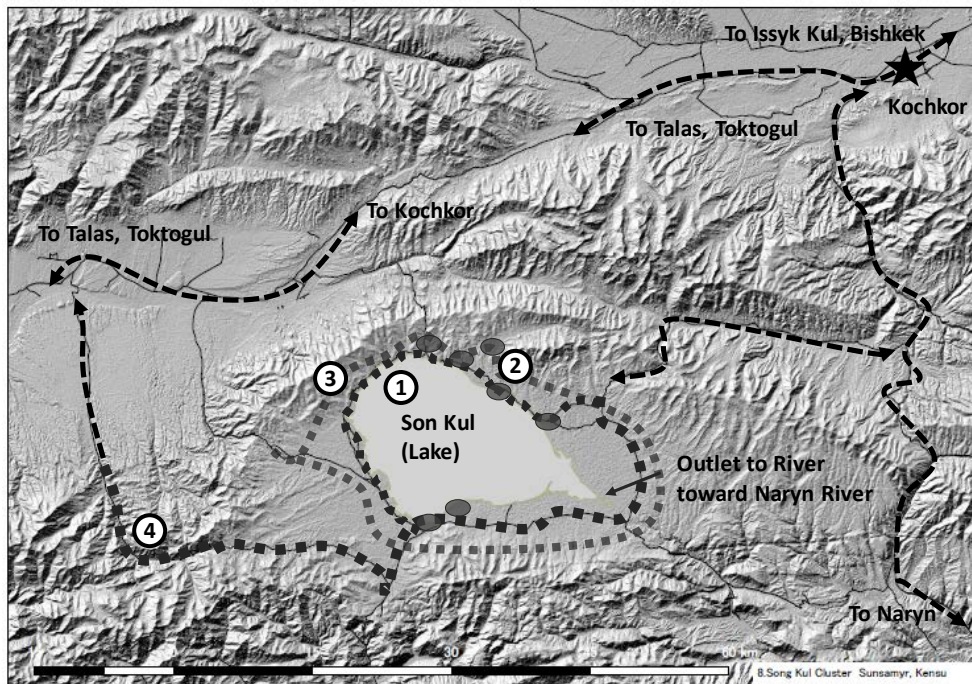 To Issyk Kul, Bishkek
Kochkor
To Talas, Toktogul
To Kochkor
To Talas, Toktogul
3
1
2
Son Kul
(Lake)
Outlet to River
toward Naryn River
4
To Naryn
30
45
60 km
8.Song Kul Cluster Sunsamyr, Kensu